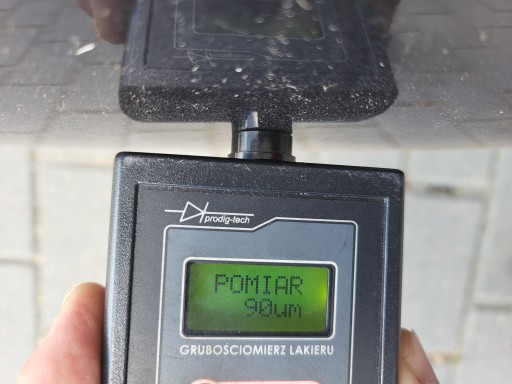 prodig-tech
POMIAR
90um
GRUBOŚCIOMIERZ LAKIERU